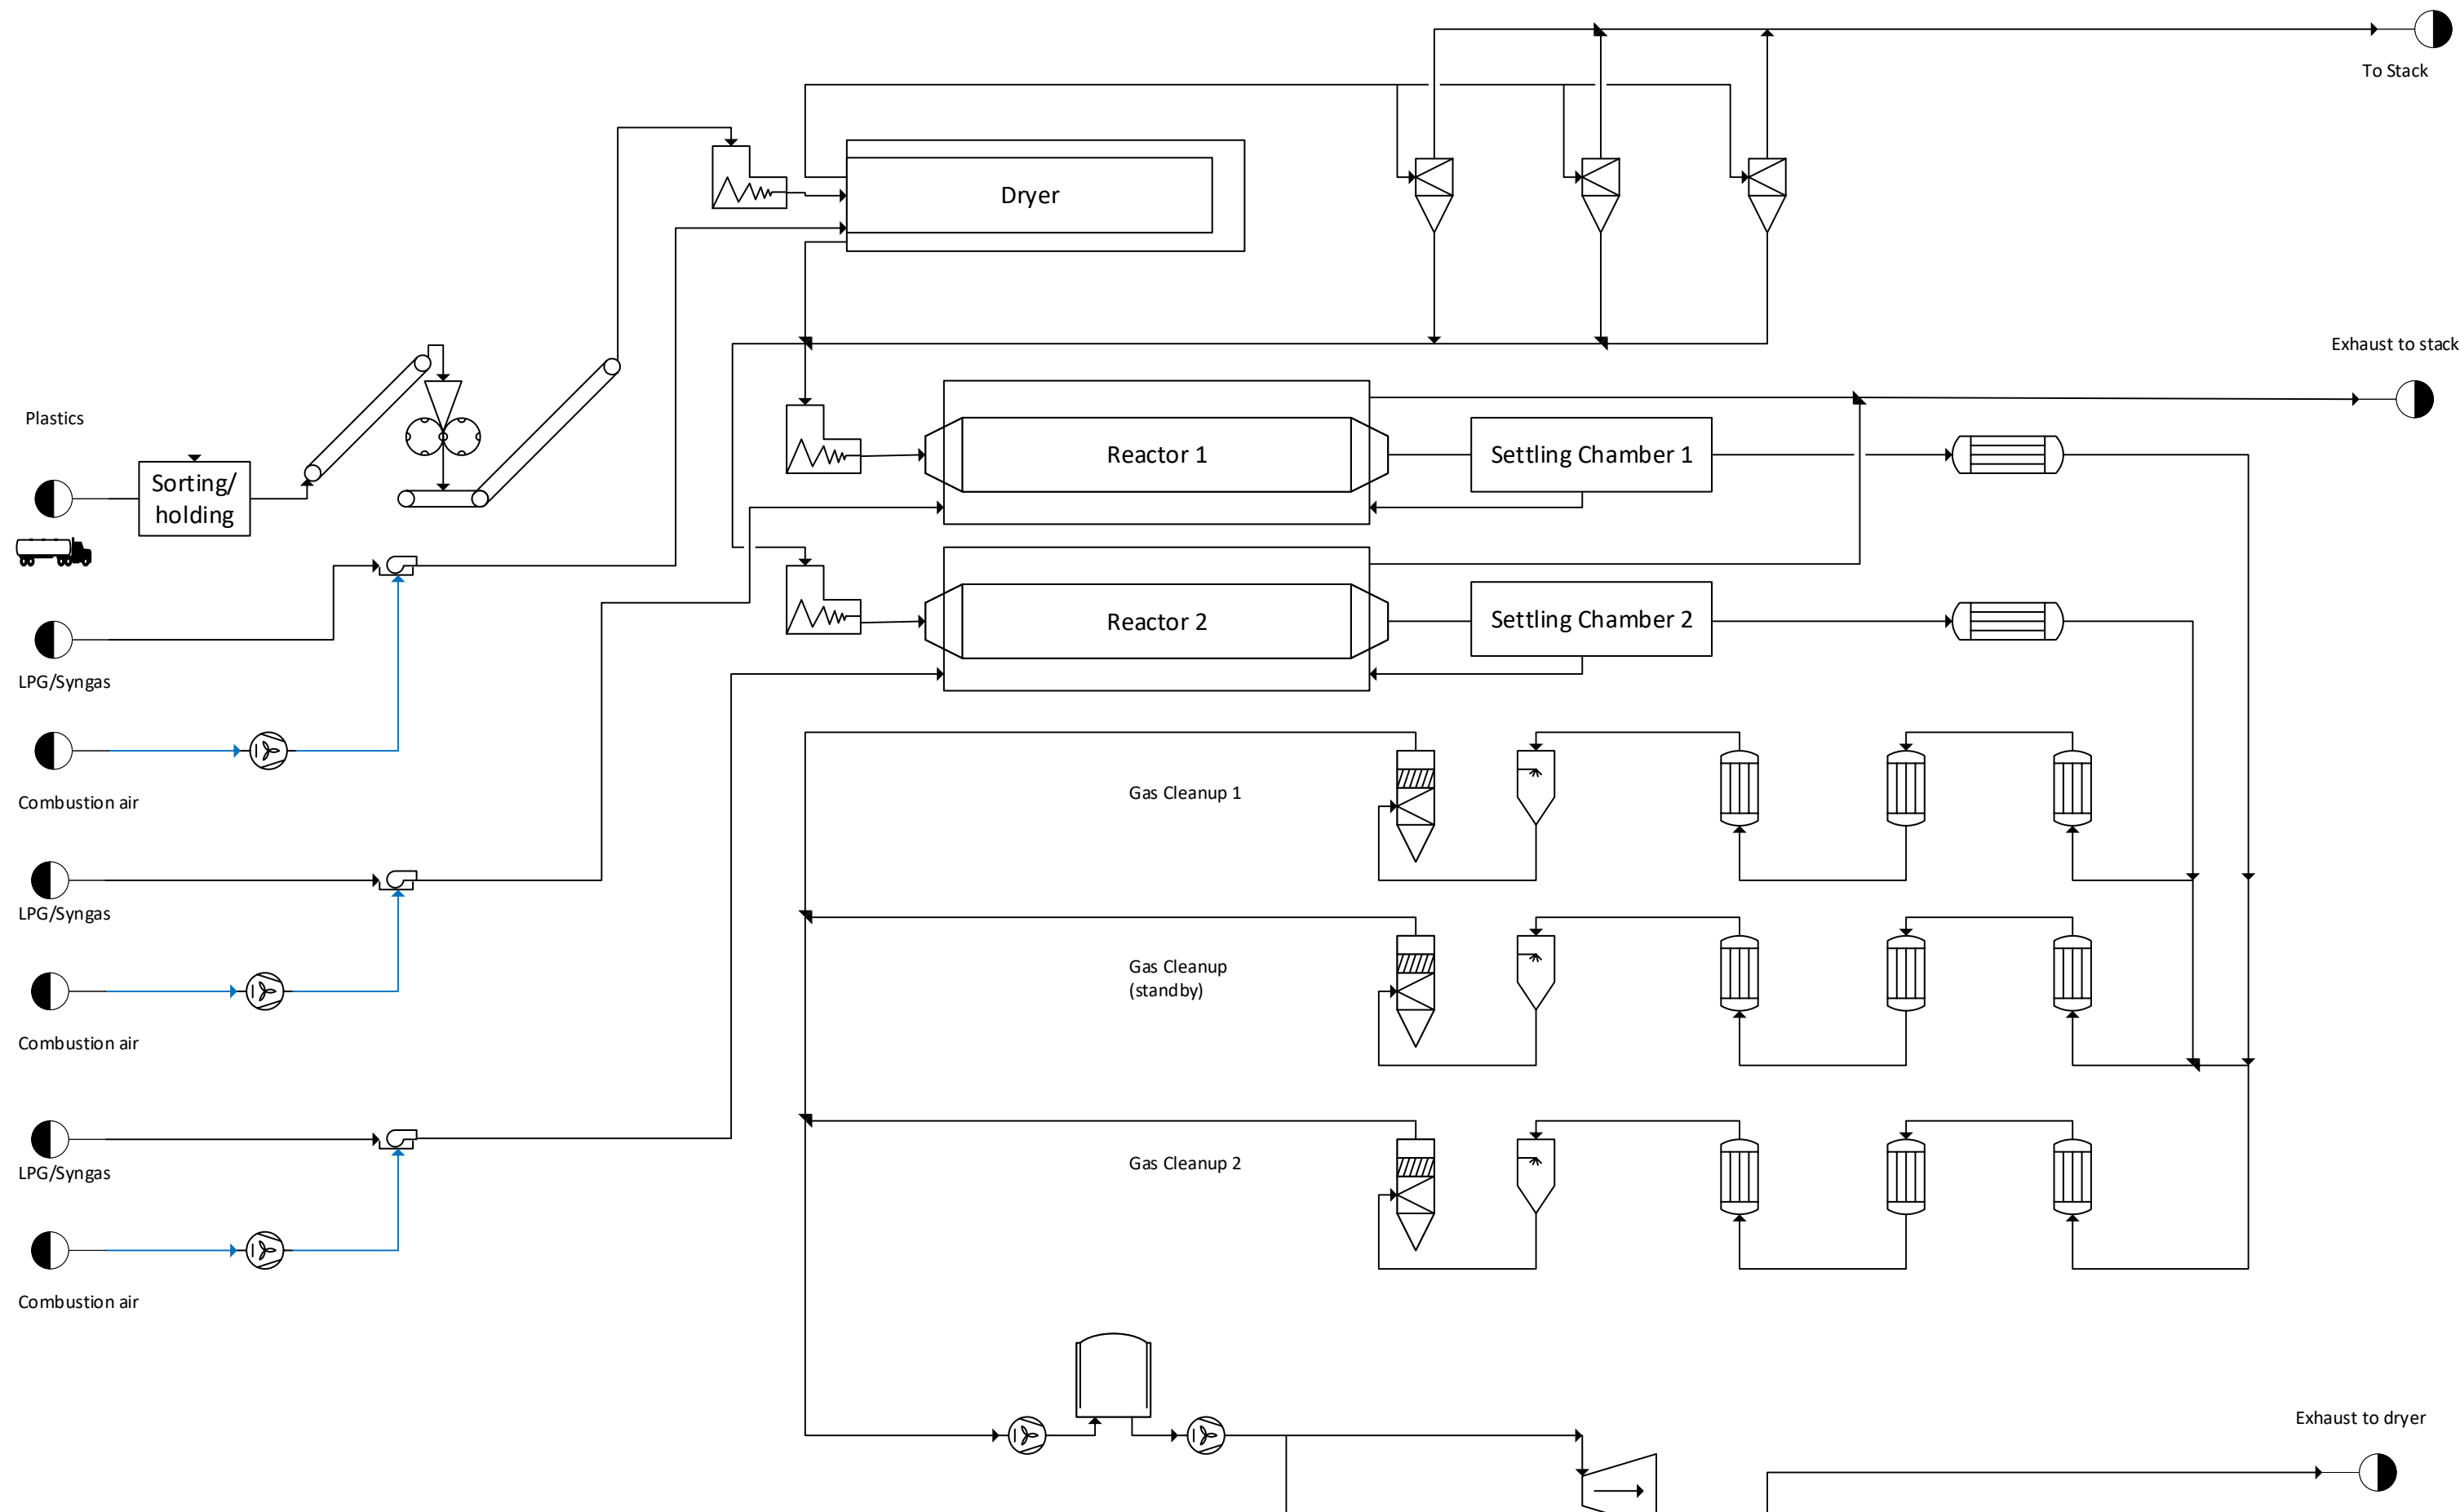 To Stack
Dryer
Exhaust to stack
Plastics
Reactor 1
Settling Chamber 1
Sorting/
holding
Reactor 2
Settling Chamber 2
LPG/Syngas
Combustion air
Gas Cleanup 1
LPG/Syngas
Gas Cleanup
(standby)
Combustion air
Gas Cleanup 2
LPG/Syngas
Combustion air
Exhaust to dryer